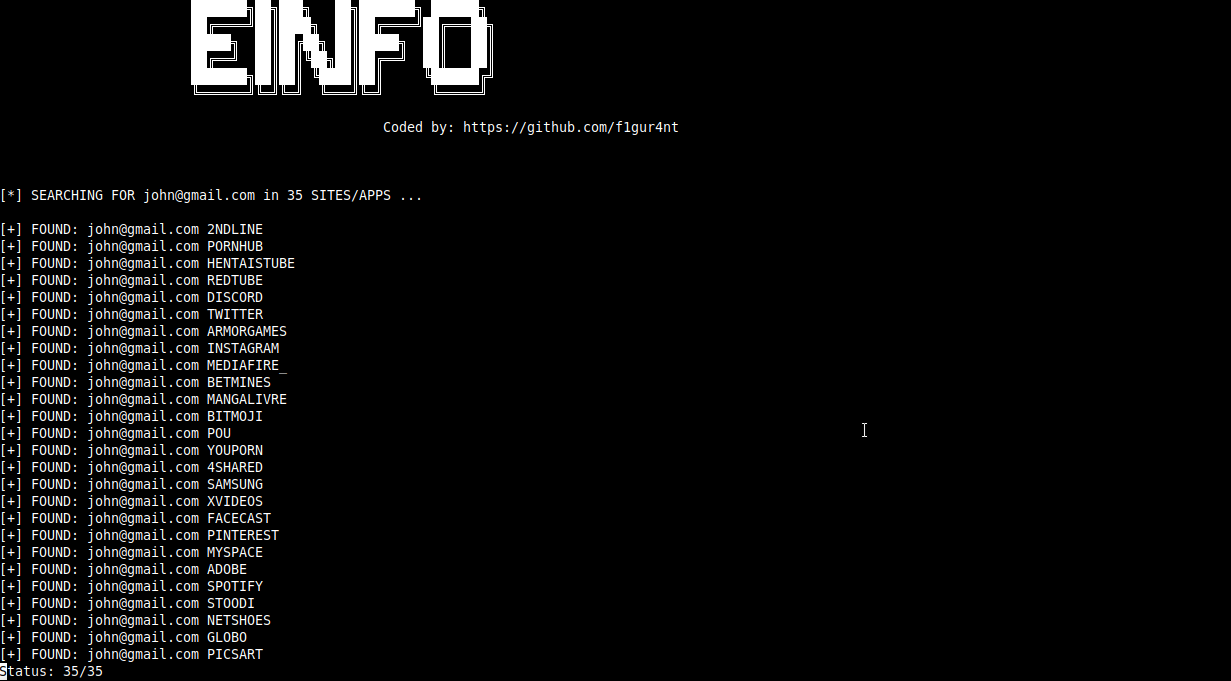 EINFO
Coded by: https://github.com/f1gur4nt
[*] SEARCHING FOR john@gmail.com in 35 SITES/APPS ...
[+] FOUND: john@gmail.com 2NDLINE
[+] FOUND: john@gmail.com PORNHUB
[+] FOUND: john@gmail.com HENTAISTUBE
[+] FOUND: john@gmail.com REDTUBE
[+] FOUND: john@gmail.com DISCORD
[+] FOUND: john@gmail.com TWITTER
[+] FOUND: john@gmail.com ARMORGAMES
[+] FOUND: john@gmail.com INSTAGRAM
[+] FOUND: john@gmail.com MEDIAFIRE_
[+] FOUND: john@gmail.com BETMINES
[+] FOUND: john@gmail.com MANGALIVRE
[+] FOUND: john@gmail.com BITMOJI
[+] FOUND: john@gmail.com POU
[+] FOUND: john@gmail.com YOUPORN
[+] FOUND: john@gmail.com 4SHARED
[+] FOUND: john@gmail.com SAMSUNG
[+] FOUND: john@gmail.com XVIDEOS
[+] FOUND: john@gmail.com FACECAST
[+] FOUND: john@gmail.com PINTEREST
[+] FOUND: john@gmail.com MYSPACE
[+] FOUND: john@gmail.com ADOBE
[+] FOUND: john@gmail.com SPOTIFY
[+] FOUND: john@gmail.com STOODI
[+] FOUND: john@gmail.com NETSHOES
[+] FOUND: john@gmail.com GLOBO
[+] FOUND: john@gmail.com PICSART
Status: 35/35